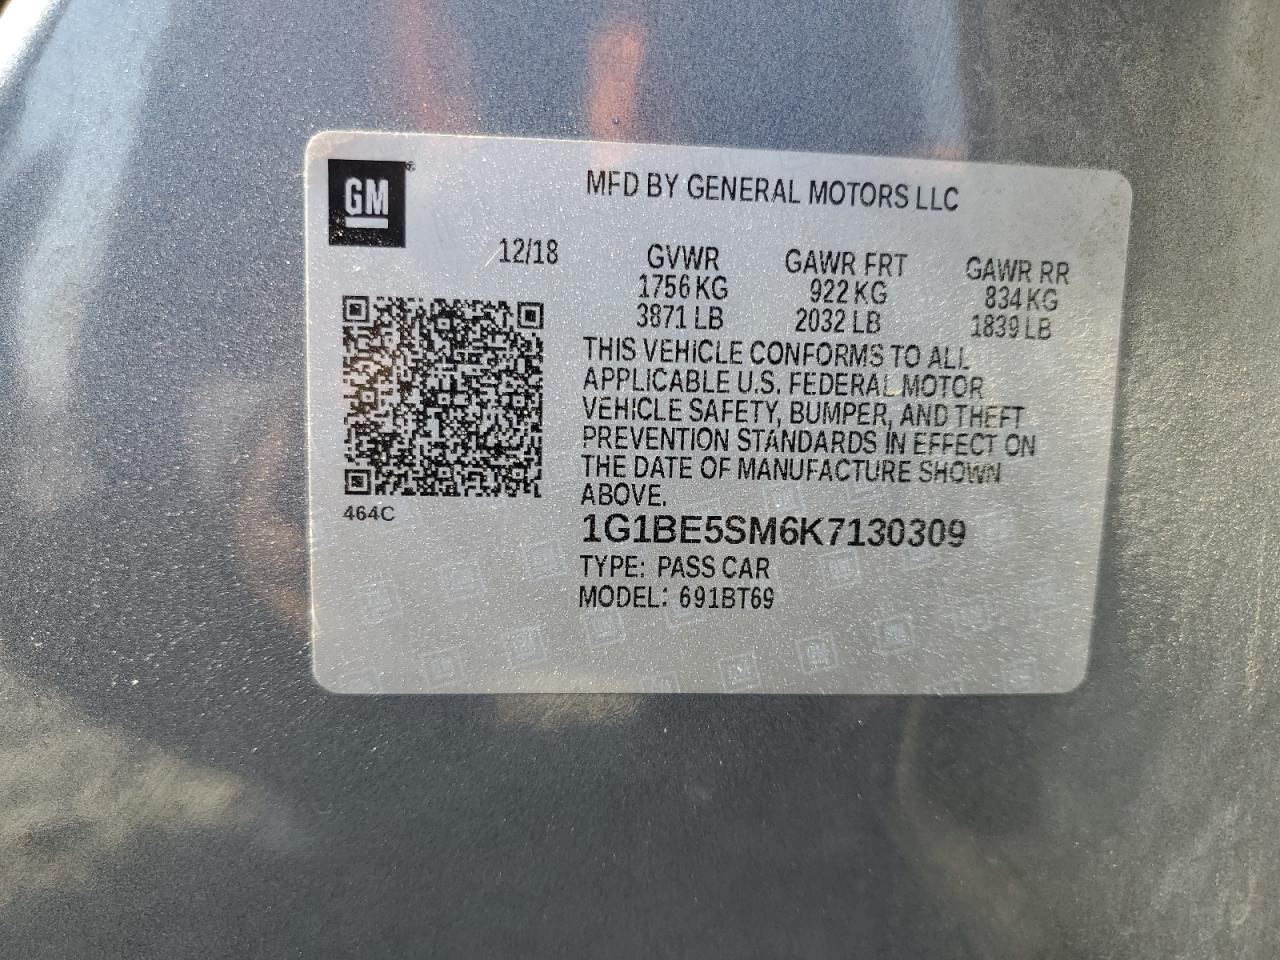 GM
MFD BY GENERAL MOTORS LLC
12/18
GVWR
1756 KG
3871 LB
GAWR FRT
922 KG
2032 LB
GAWR RR
834 KG
1839 LB
THIS VEHICLE CONFORMS TO ALL
APPLICABLE U.S. FEDERAL MOTOR
VEHICLE SAFETY, BUMPER, AND THEFT
PREVENTION STANDARDS IN EFFECT ON
THE DATE OF MANUFACTURE SHOWN
ABOVE.
464C
1G1BE5SM6K7130309
TYPE: PASS CAR
MODEL: 691BT69